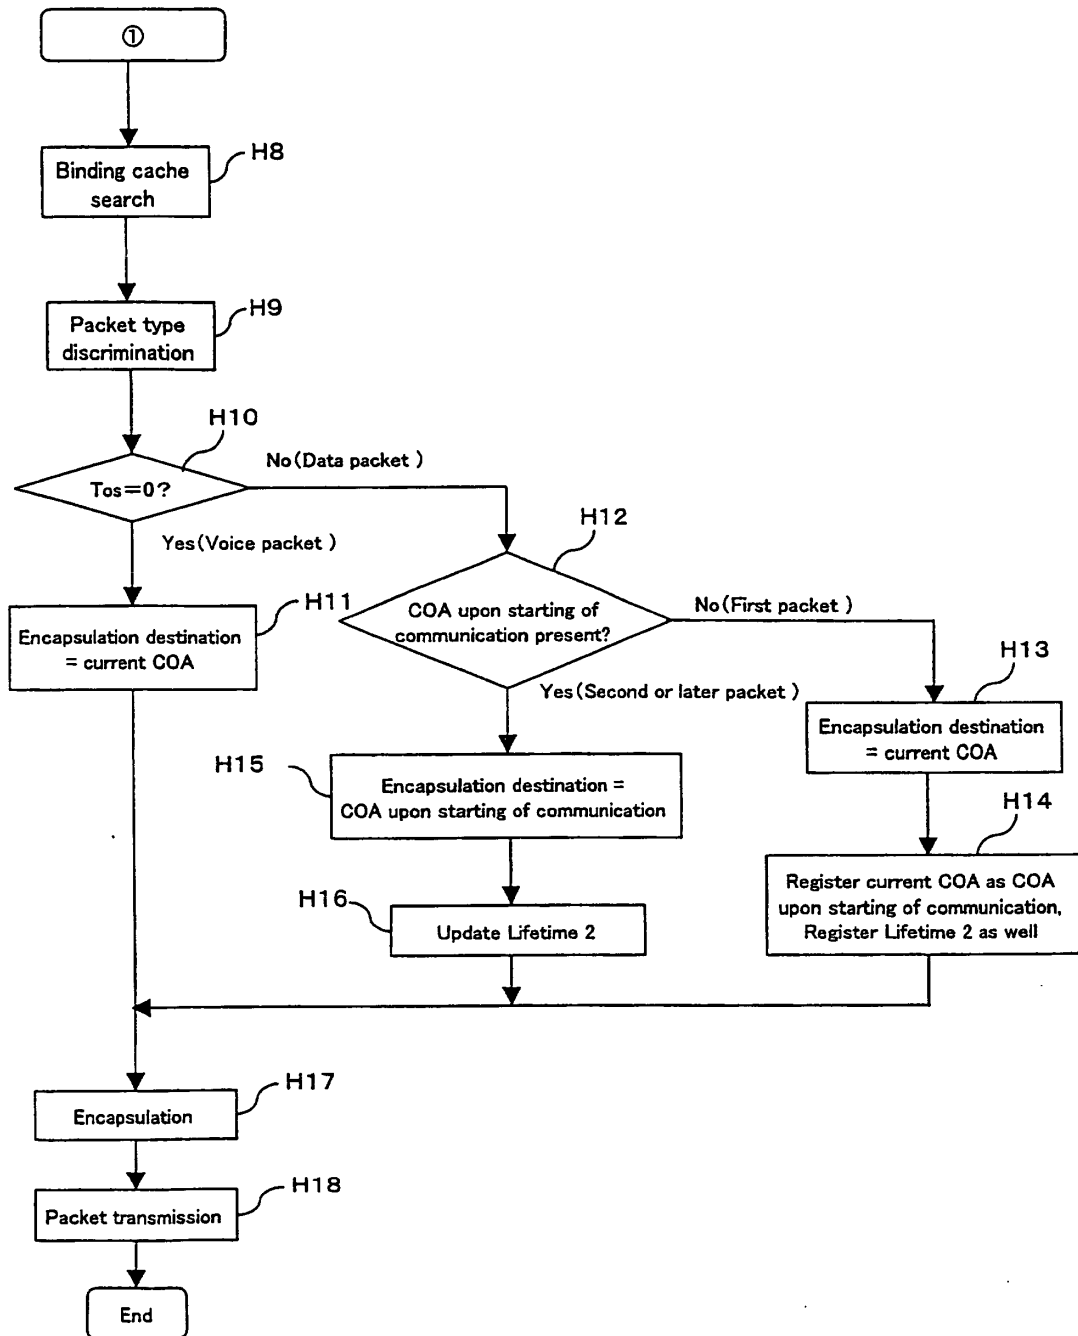 ①
H8
Binding cache
search
H9
Packet type
discrimination
H10
Tos=0?
No(Data packet)
Yes(Voice packet)
H11
Encapsulation destination
= current COA
H12
COA upon starting of
communication present?
No(First packet)
Yes(Second or later packet)
H13
Encapsulation destination
= current COA
H14
Register current COA as COA
upon starting of communication,
Register Lifetime 2 as well
H15
Encapsulation destination =
COA upon starting of communication
H16
Update Lifetime 2
H17
Encapsulation
H18
Packet transmission
End